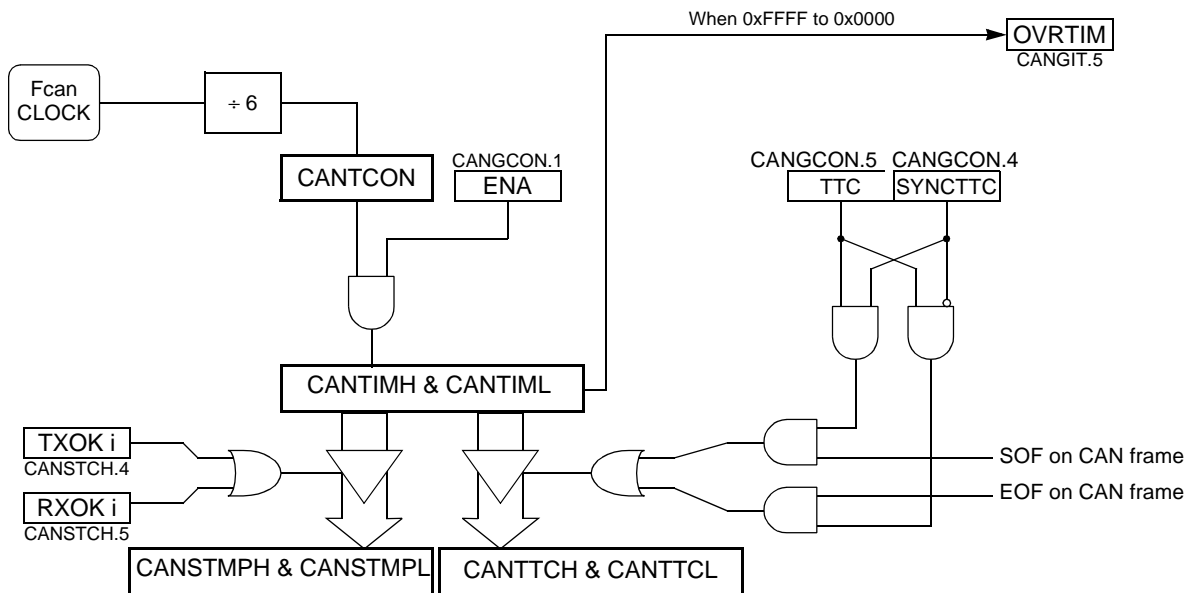 When 0xFFFF to 0x0000
OVRTIM
CANGIT.5
Fcan
CLOCK
÷ 6
CANTCON
CANGCON.1
ENA
CANGCON.5 CANGCON.4
TTC SYNCTTC
CANTIMH & CANTIML
TXOK i
CANSTCH.4
RXOK i
CANSTCH.5
SOF on CAN frame
EOF on CAN frame
CANSTMPH & CANSTMPL
CANTTCH & CANTTCL